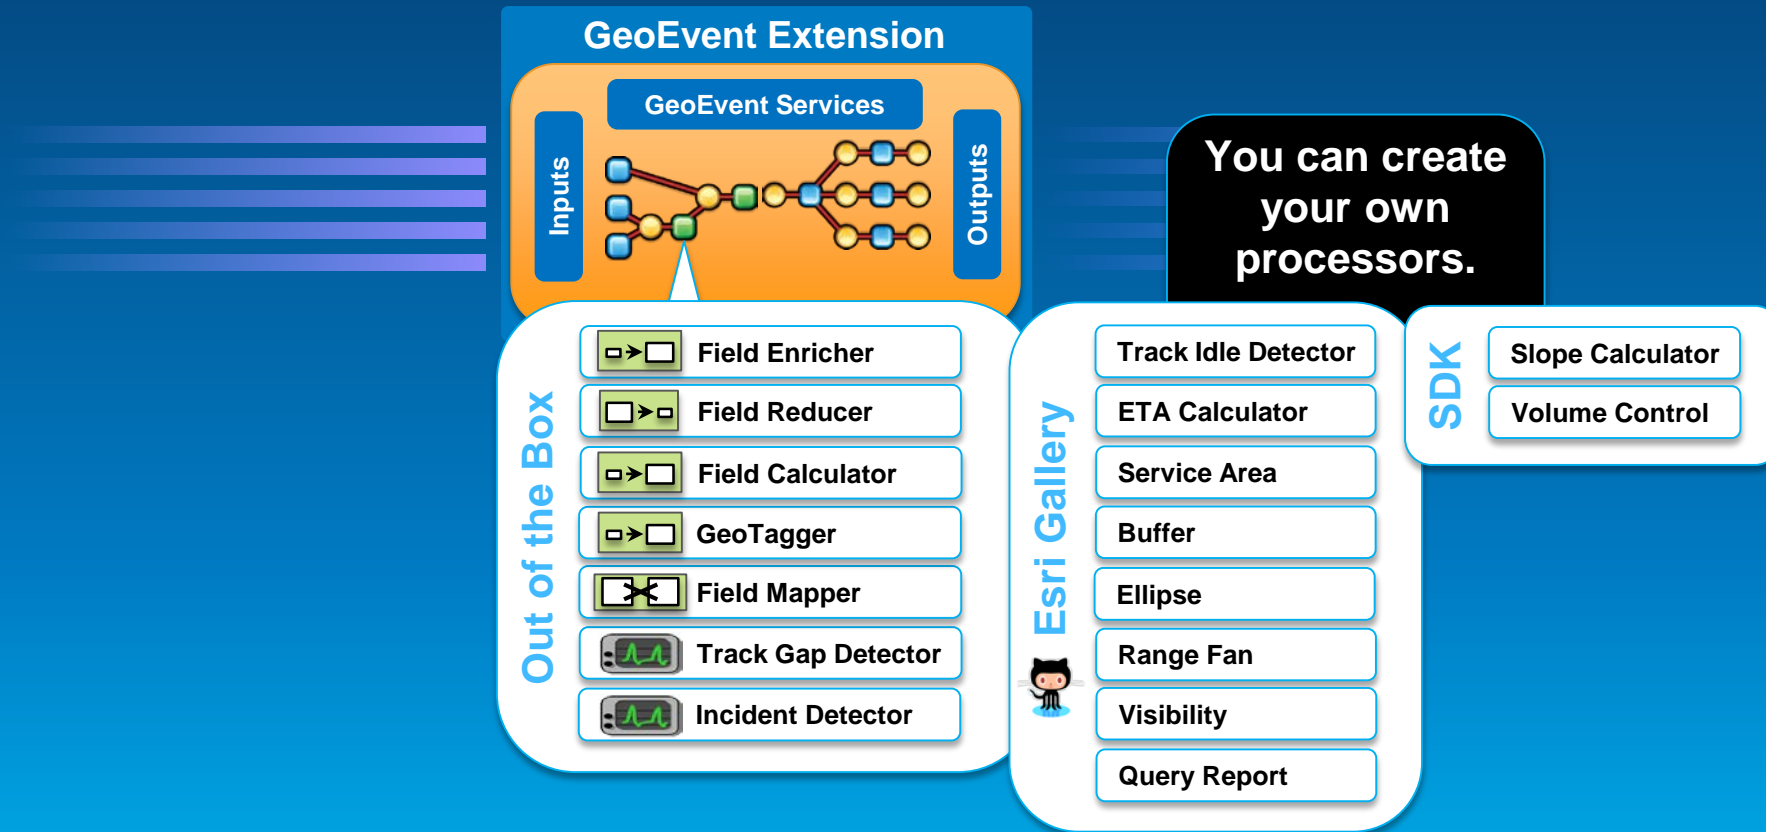 GeoEvent Extension
GeoEvent Services
Inputs
Outputs
You can create
your own
processors.
Out of the Box
Field Enricher
Field Reducer
Field Calculator
GeoTagger
Field Mapper
Track Gap Detector
Incident Detector
Esri Gallery
Track Idle Detector
ETA Calculator
Service Area
Buffer
Ellipse
Range Fan
Visibility
Query Report
SDK
Slope Calculator
Volume Control